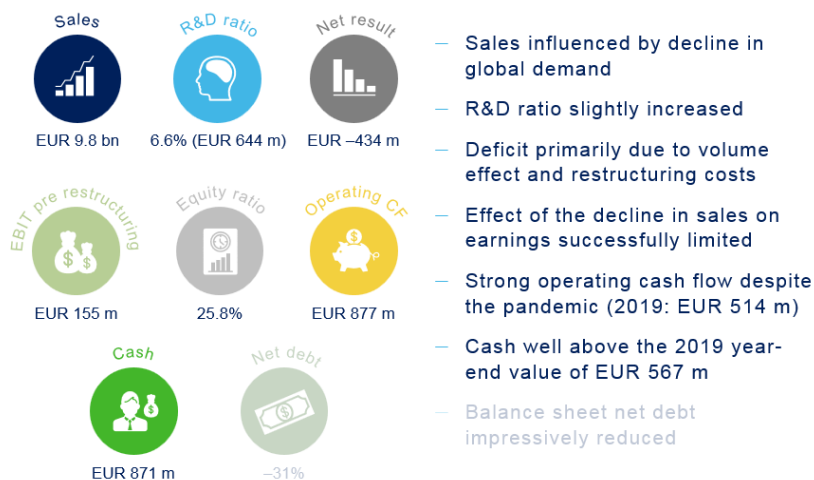 Sales
R&D ratio
Net result
EUR 9.8 bn
6.6% (EUR 644 m)
EUR –434 m
EBIT pre restructuring
Equity ratio
Operating CF
EUR 155 m
25.8%
EUR 877 m
Cash
Net debt
EUR 871 m
–31%
– Sales influenced by decline in
global demand
– R&D ratio slightly increased
– Deficit primarily due to volume
effect and restructuring costs
– Effect of the decline in sales on
earnings successfully limited
– Strong operating cash flow despite
the pandemic (2019: EUR 514 m)
– Cash well above the 2019 year-
end value of EUR 567 m
– Balance sheet net debt
impressively reduced